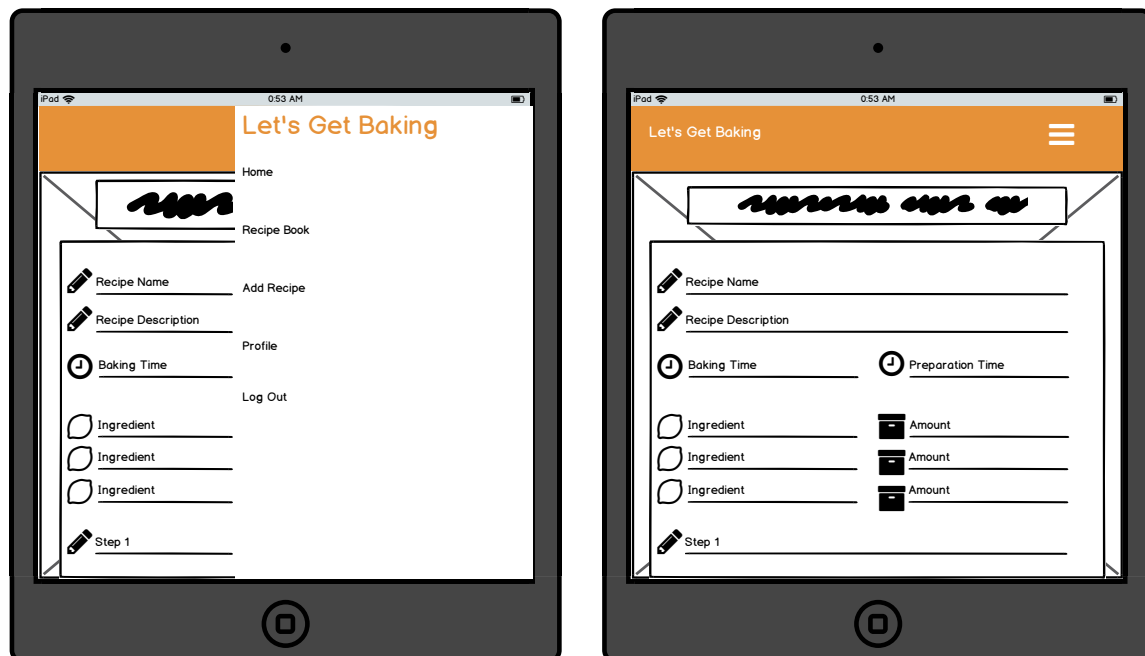 iPad 0:53 AM
Let's Get Baking
Home
Recipe Book
Add Recipe
Profile
Log Out
Recipe Name
Recipe Description
Baking Time
Ingredient
Ingredient
Ingredient
Step 1
iPad 0:53 AM
Let's Get Baking
Recipe Name
Recipe Description
Baking Time Preparation Time
Ingredient Amount
Ingredient Amount
Ingredient Amount
Step 1